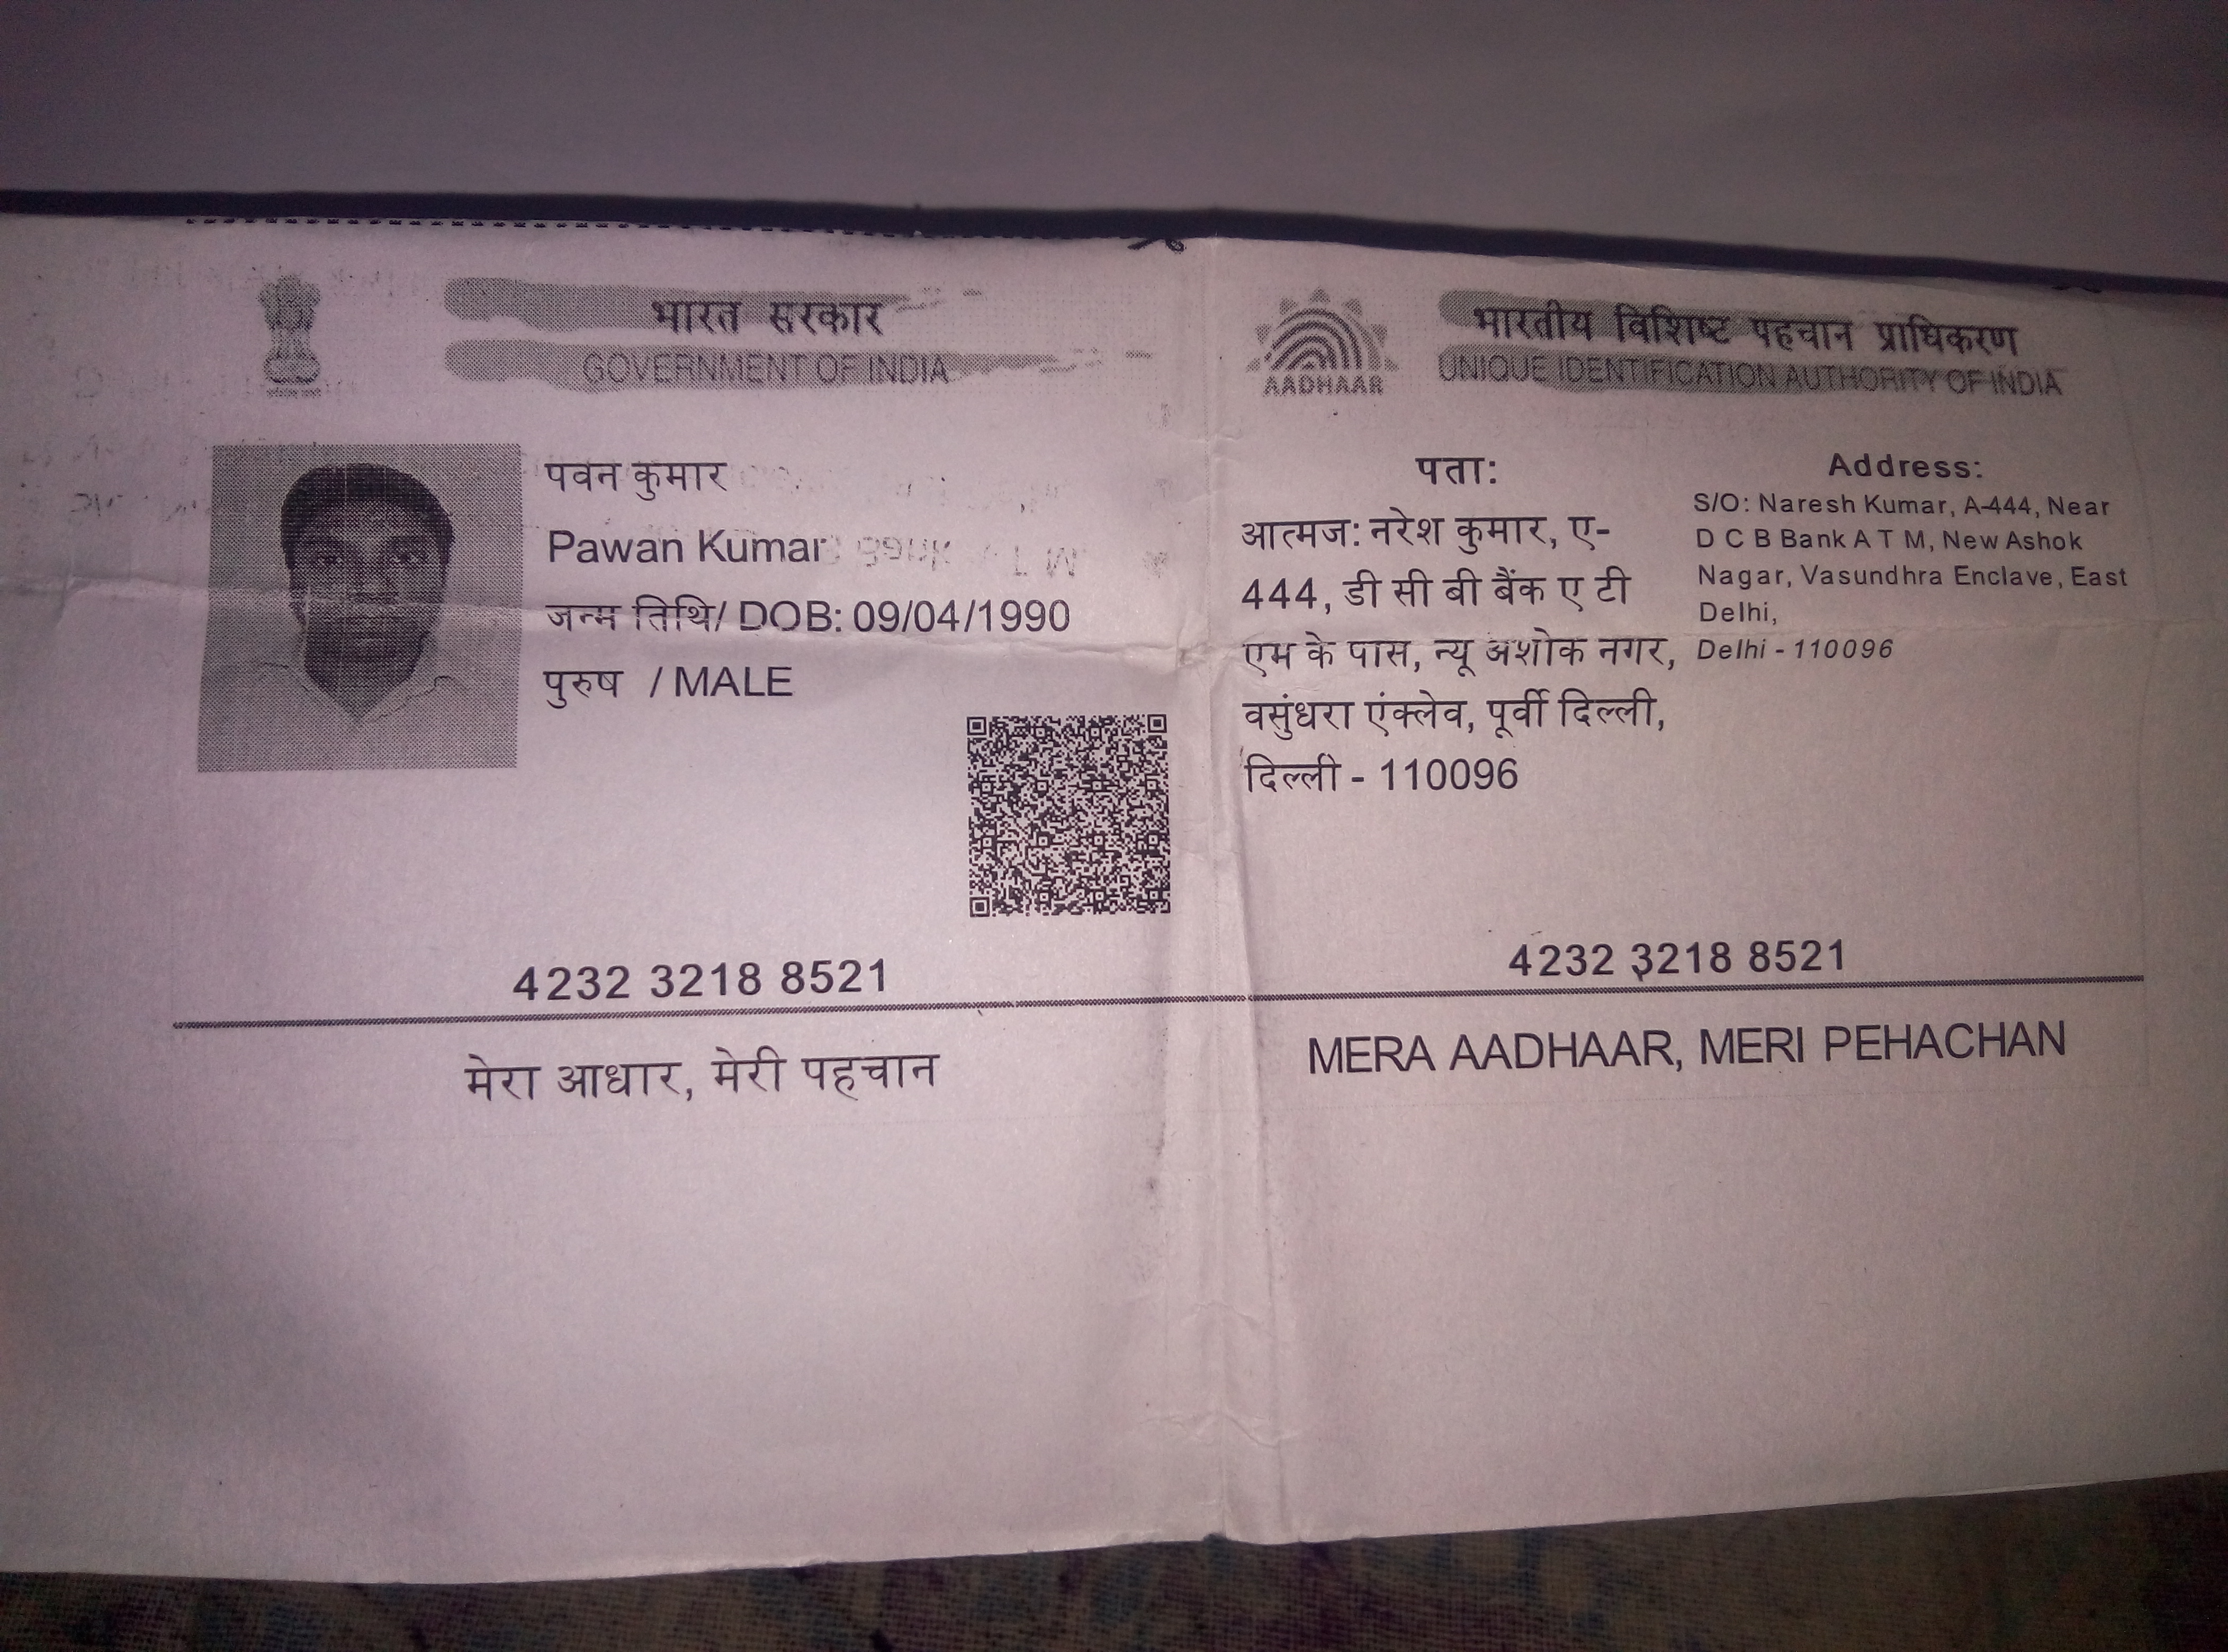 भारत सरकार
GOVERNMENT OF INDIA
पवन कुमार
Pawan Kumar
जन्म तिथि/ DOB: 09/04/1990
पुरुष / MALE
4232 3218 8521
मेरा आधार, मेरी पहचान
AADHAAR
भारतीय विशिष्ट पहचान प्राधिकरण
UNIQUE IDENTIFICATION AUTHORITY OF INDIA
पता:
आत्मज: नरेश कुमार, ए-
444, डी सी बी बैंक ए टी
एम के पास, न्यू अशोक नगर,
वसुंधरा एंक्लेव, पूर्वी दिल्ली,
दिल्ली - 110096
Address:
S/O: Naresh Kumar, A-444, Near
D C B Bank A T M, New Ashok
Nagar, Vasundhra Enclave, East
Delhi,
Delhi - 110096
4232 3218 8521
MERA AADHAAR, MERI PEHACHAN